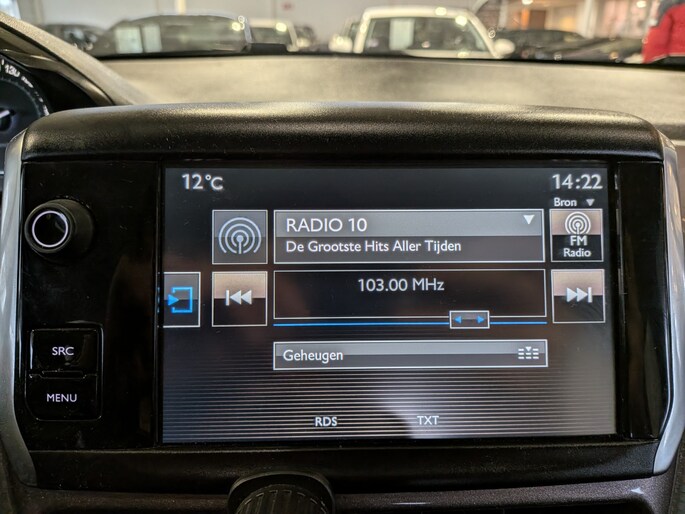 12°C
14:22
Bron
RADIO 10
De Grootste Hits Aller Tijden
FM
Radio
103.00 MHz
SRC
MENU
Geheugen
RDS
TXT